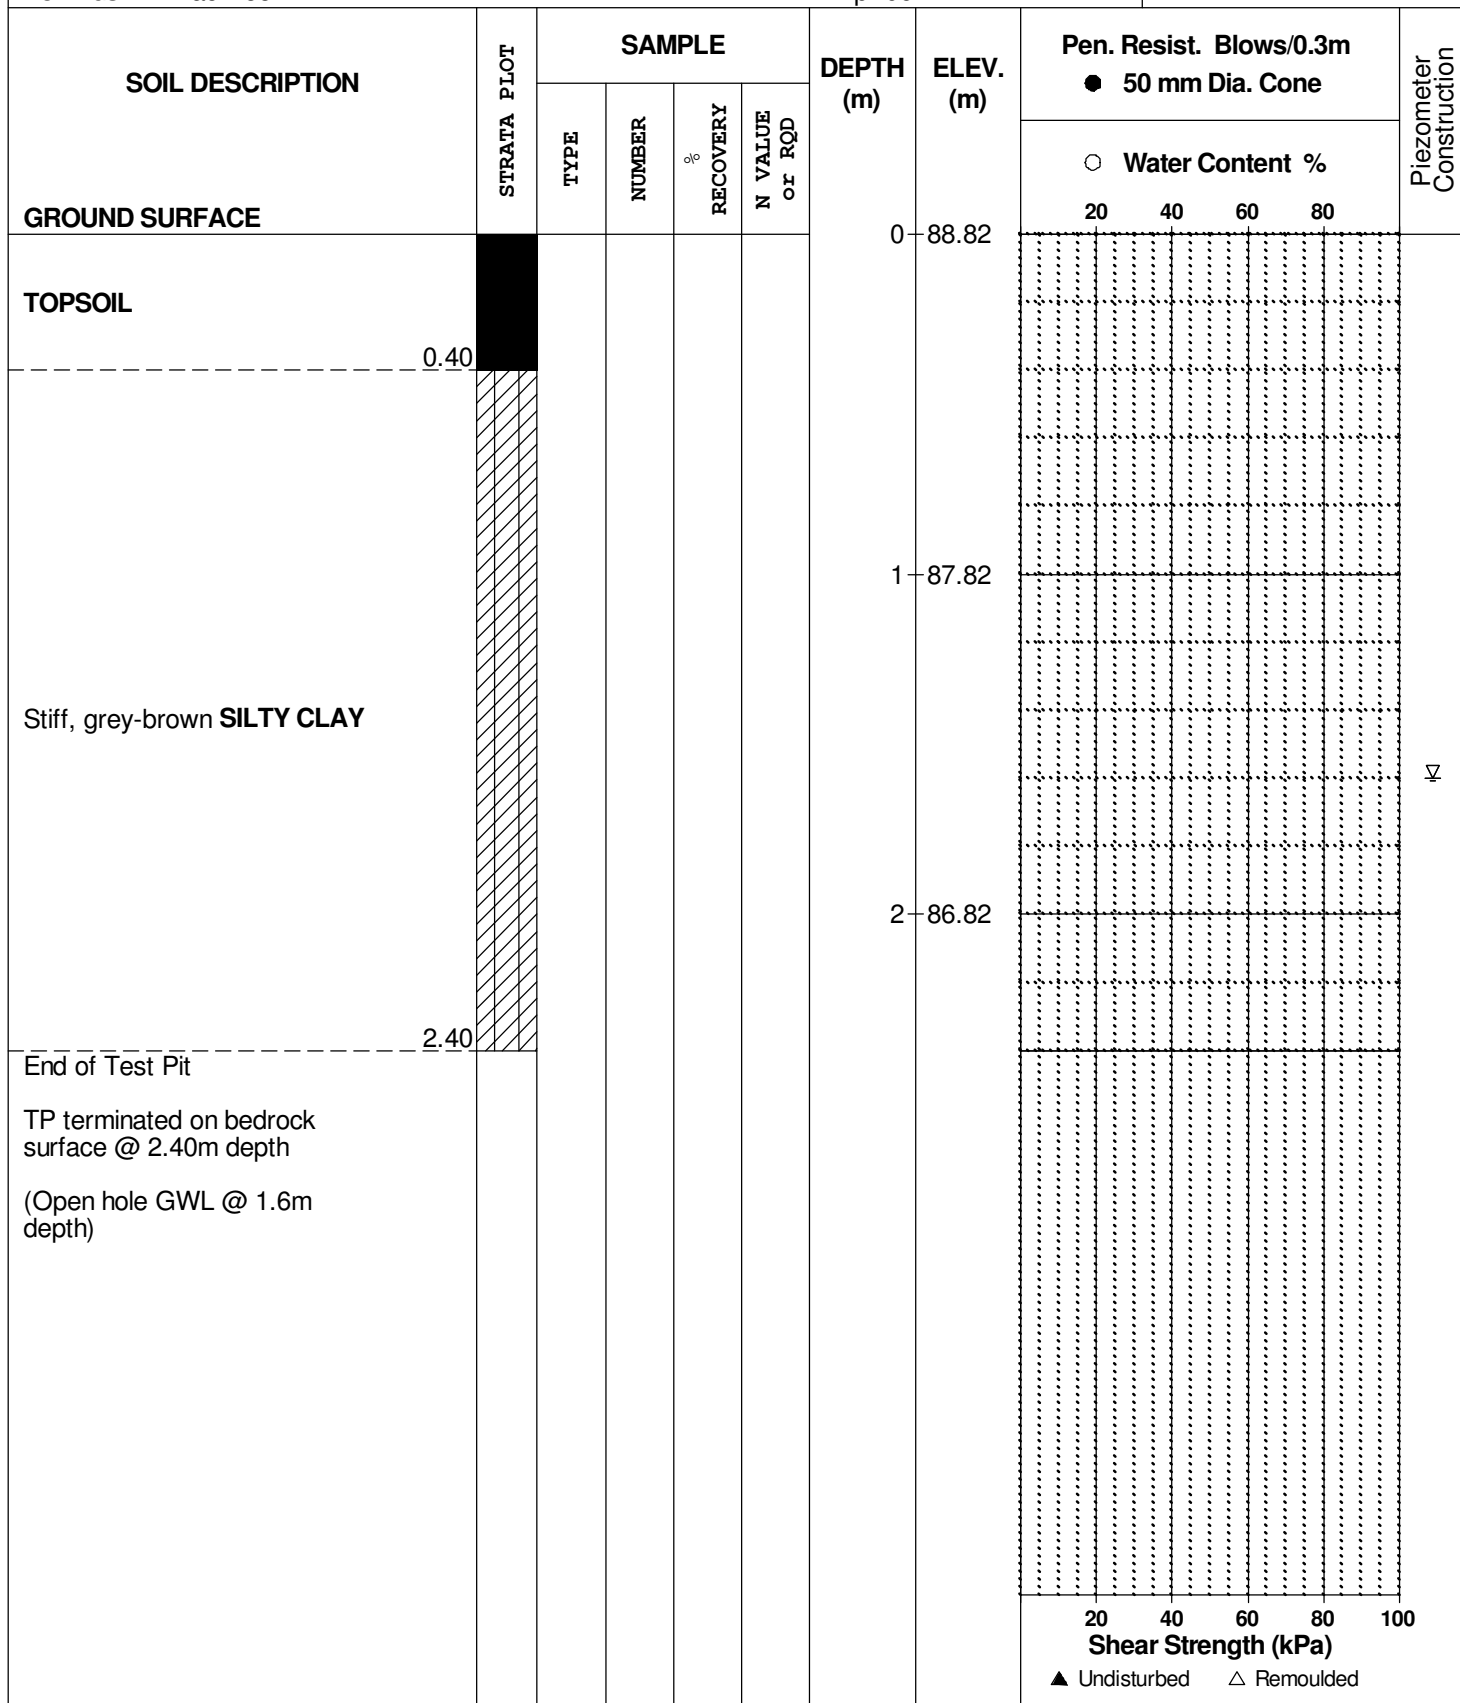 SOIL DESCRIPTION
GROUND SURFACE
STRATA PLOT
SAMPLE
TYPE
NUMBER
%
RECOVERY
N VALUE
or RQD
DEPTH
(m)
ELEV.
(m)
Pen. Resist. Blows/0.3m
● 50 mm Dia. Cone
○ Water Content %
20 40 60 80
Piezometer
Construction
0 88.82
TOPSOIL
0.40
1 87.82
Stiff, grey-brown SILTY CLAY
2 86.82
2.40
End of Test Pit
TP terminated on bedrock
surface @ 2.40m depth
(Open hole GWL @ 1.6m
depth)
20 40 60 80 100
Shear Strength (kPa)
▲ Undisturbed △ Remoulded